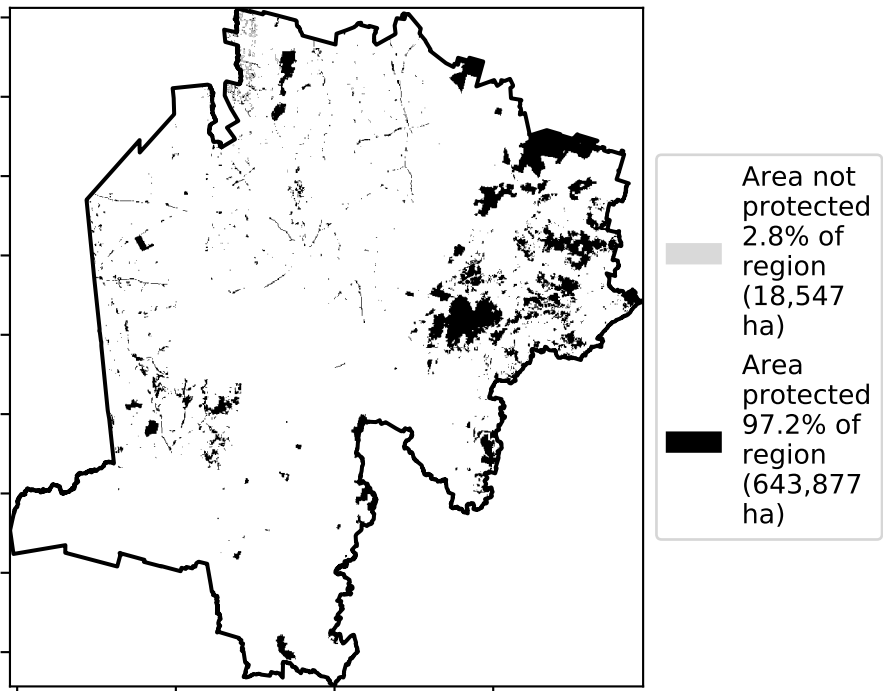 Area not
protected
2.8% of
region
(18,547
ha)
Area
protected
97.2% of
region
(643,877
ha)